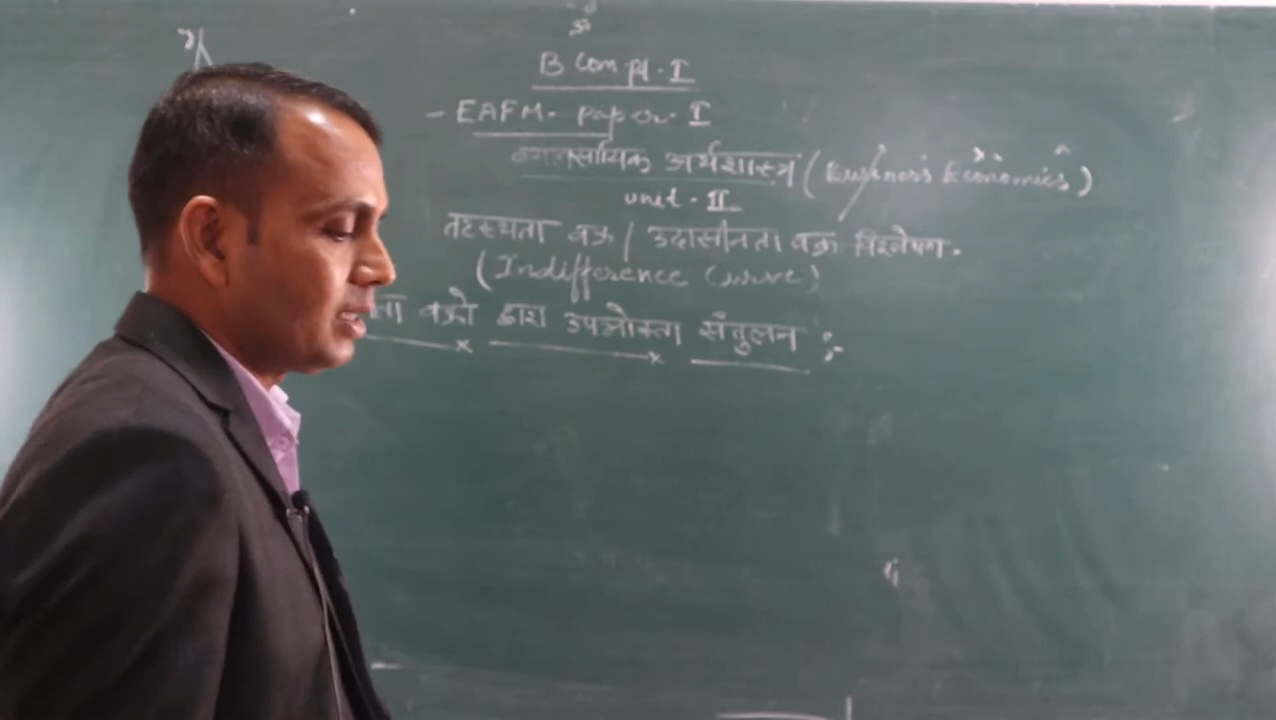 ॐ
B Com pt. I
- EAFM. paper. I
व्यवसायिक अर्थशास्त्र ( Business Economics )
unit. II
तटस्थता वक्र / उदासीनता वक्र विश्लेषण.
( Indifference Curve )
ता वक्रो द्वारा उपभोक्ता संतुलन :-